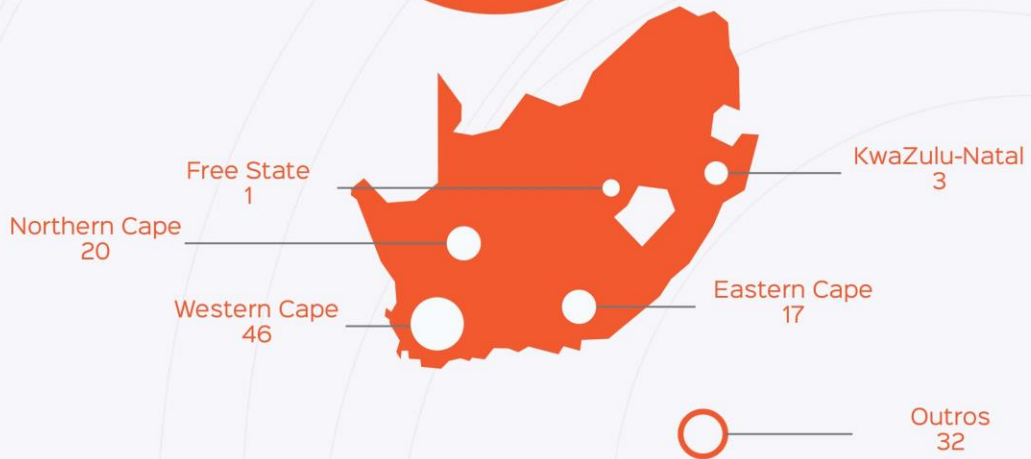 Free State
1
KwaZulu-Natal
3
Northern Cape
20
Western Cape
46
Eastern Cape
17
Outros
32